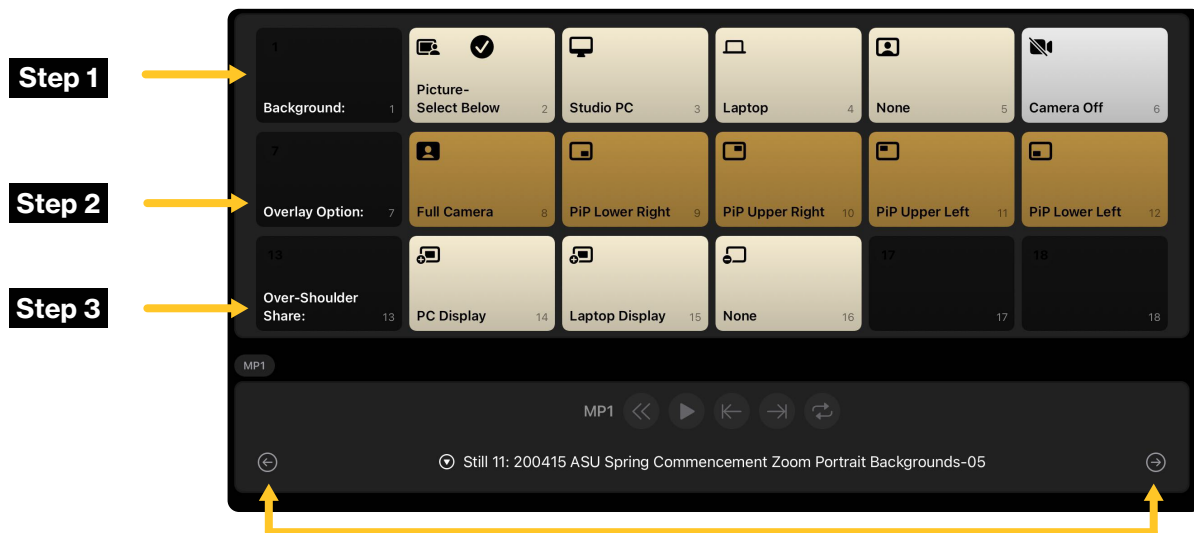 Step 1
1
Background: 1
Picture-
Select Below 2
Studio PC 3
Laptop 4
None 5
Camera Off 6
Step 2
7
Overlay Option: 7
Full Camera 8
PiP Lower Right 9
PiP Upper Right 10
PiP Upper Left 11
PiP Lower Left 12
Step 3
13
Over-Shoulder
Share: 13
PC Display 14
Laptop Display 15
None 16
17
17
18
18
MP1
MP1
Still 11: 200415 ASU Spring Commencement Zoom Portrait Backgrounds-05